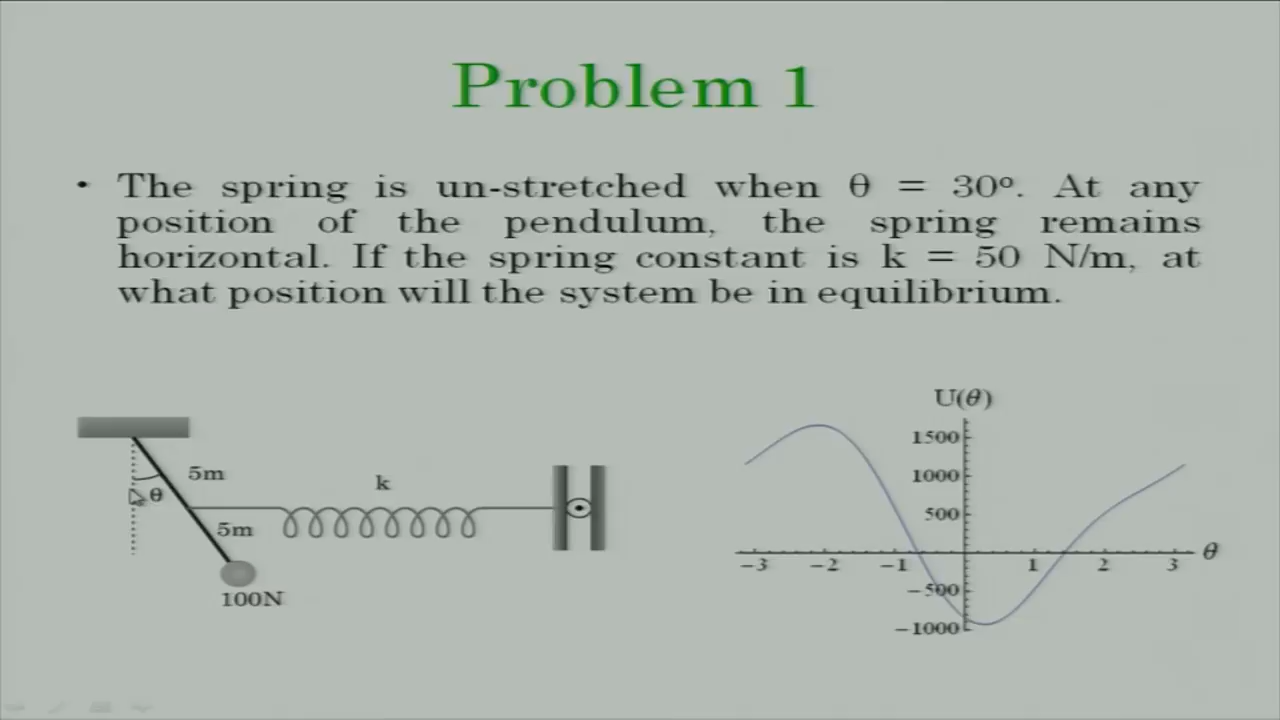 Problem 1
• The spring is un-stretched when θ = 30º. At any
position of the pendulum, the spring remains
horizontal. If the spring constant is k = 50 N/m, at
what position will the system be in equilibrium.
U(θ)
1500
1000
500
-500
-1000
-3 -2 -1 1 2 3 θ
5m
k
θ
5m
100N